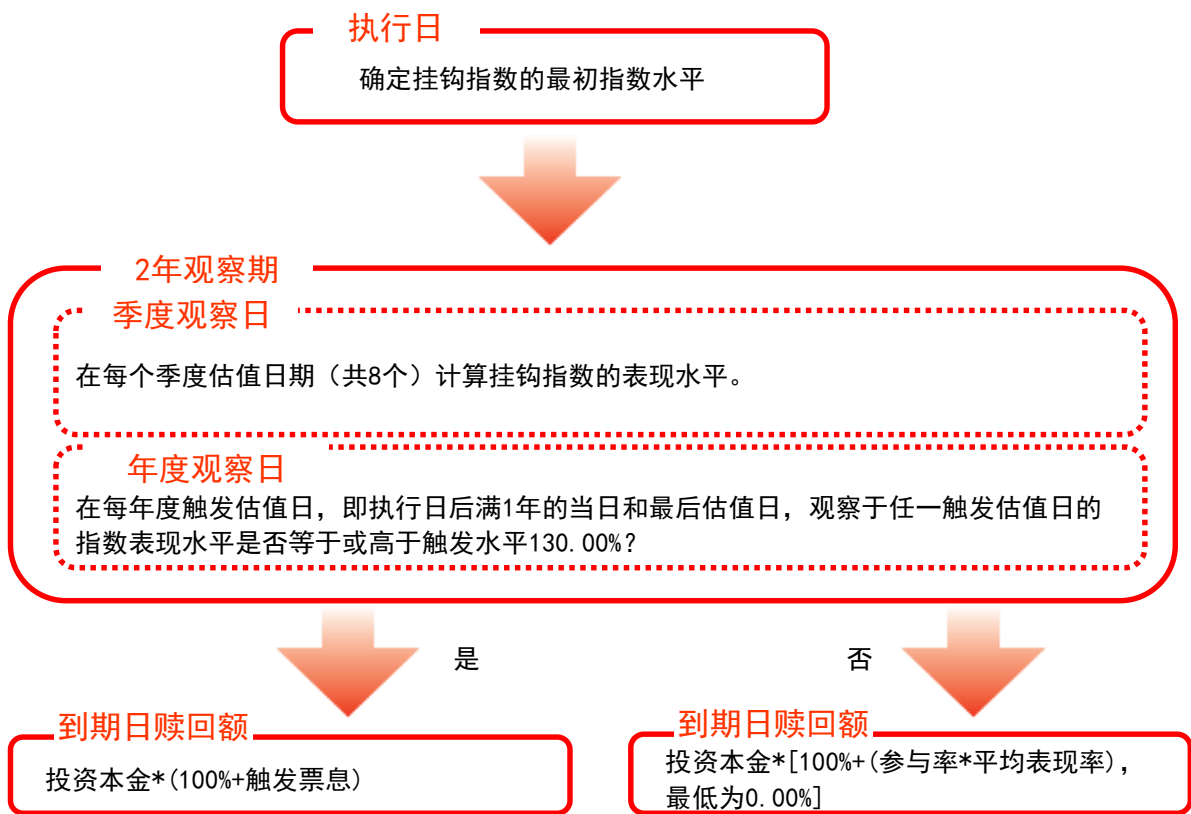 执行日
确定挂钩指数的最初指数水平
2年观察期
季度观察日
在每个季度估值日期（共8个）计算挂钩指数的表现水平。
年度观察日
在每年度触发估值日，即执行日后满1年的当日和最后估值日，观察于任一触发估值日的
指数表现水平是否等于或高于触发水平130.00%?
是
否
到期日赎回额
投资本金*(100%+触发票息)
到期日赎回额
投资本金*[100%+(参与率*平均表现率)，
最低为0.00%]